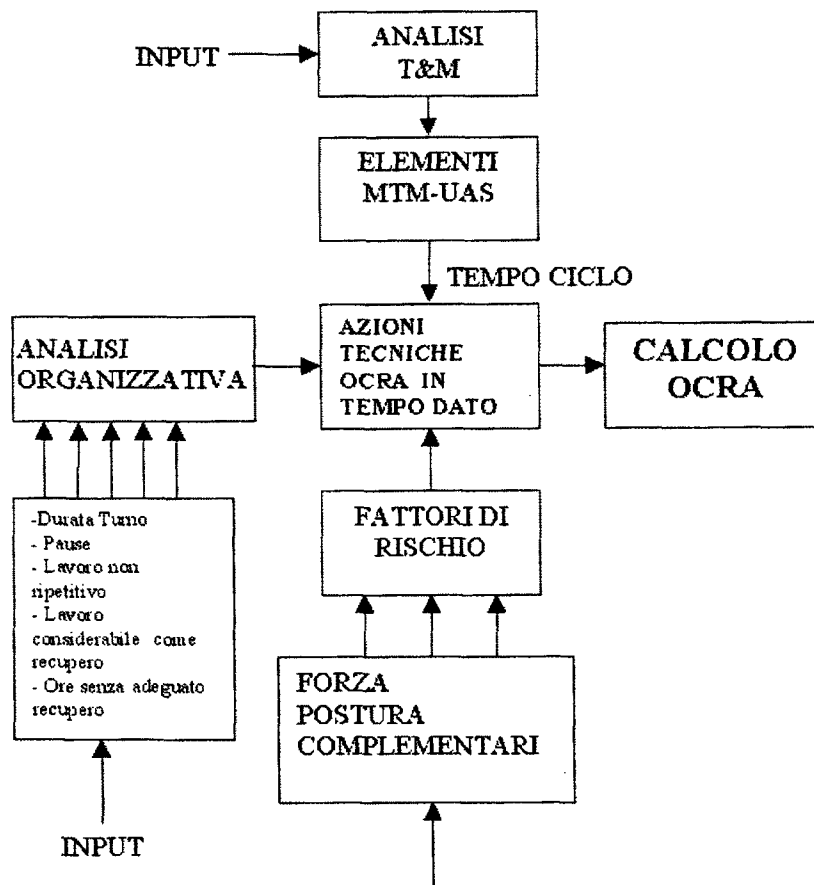 INPUT
ANALISI
T&M
ELEMENTI
MTM-UAS
TEMPO CICLO
ANALISI
ORGANIZZATIVA
AZIONI
TECNICHE
OCRA IN
TEMPO DATO
CALCOLO
OCRA
-Durata Turno
- Pause
- Lavoro non
ripetitivo
- Lavoro
considerabile come
recupero
- Ore senza adeguato
recupero
FATTORI DI
RISCHIO
FORZA
POSTURA
COMPLEMENTARI
INPUT